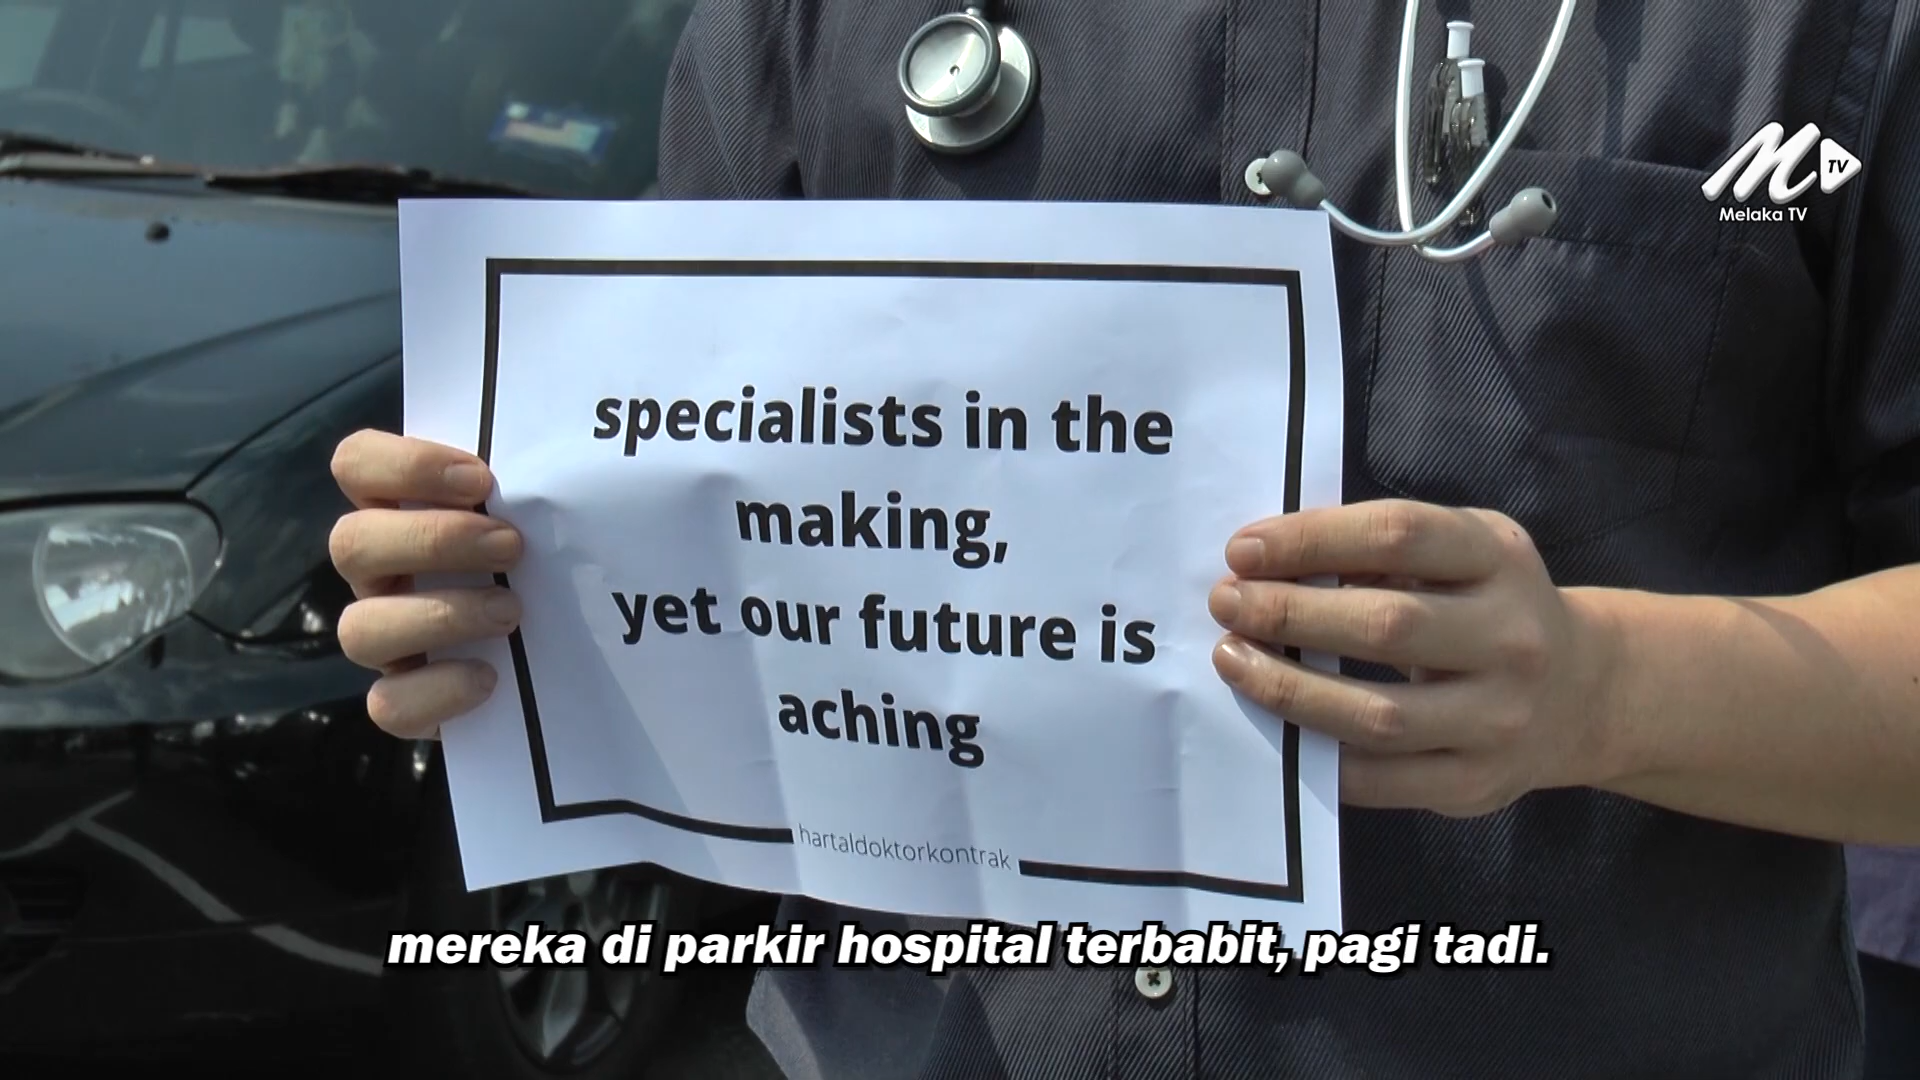 TV
Melaka TV
specialists in the
making,
yet our future is
aching
hartaldoktorkontrak
mereka di parkir hospital terbabit, pagi tadi.